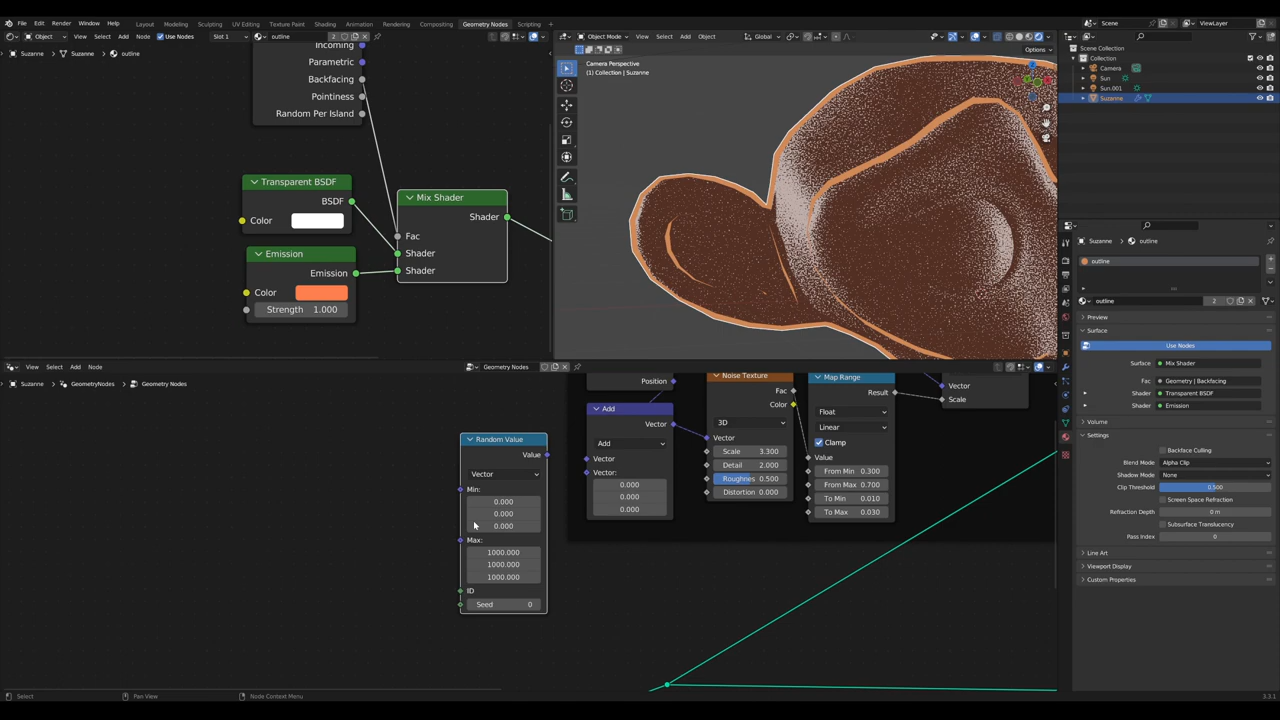 File Edit Render Window Help Layout Modeling Sculpting UV Editing Texture Paint Shading Animation Rendering Compositing Geometry Nodes Scripting Scene ViewLayer
Object View Select Add Node Use Nodes Slot 1 outline 2
Object Mode View Select Add Object Global
Options
Suzanne Suzanne outline
Incoming
Parametric
Backfacing
Pointiness
Random Per Island
Transparent BSDF
BSDF
Color
Emission
Emission
Color
Strength 1.000
Mix Shader
Shader
Fac
Shader
Shader
Camera Perspective
(1) Collection | Suzanne
Scene Collection
Collection
Camera
Sun
Sun.001
Suzanne
View Select Add Node Geometry Nodes
Suzanne GeometryNodes Geometry Nodes
Random Value
Value
Vector
Min:
0.000
0.000
0.000
Max:
1000.000
1000.000
1000.000
ID
Seed 0
Position
Add
Vector
Add
Vector
Vector:
0.000
0.000
0.000
Noise Texture
Fac
Color
3D
Vector
Scale 3.300
Detail 2.000
Roughnes 0.500
Distortion 0.000
Map Range
Result
Float
Linear
Clamp
Value
From Min 0.300
From Max 0.700
To Min 0.010
To Max 0.030
Vector
Scale
Suzanne outline
outline
outline 2
Preview
Surface
Use Nodes
Surface Mix Shader
Fac Geometry | Backfacing
Shader Transparent BSDF
Shader Emission
Volume
Settings
Backface Culling
Blend Mode Alpha Clip
Shadow Mode None
Clip Threshold 0.500
Screen Space Refraction
Refraction Depth 0 m
Subsurface Translucency
Pass Index 0
Line Art
Viewport Display
Custom Properties
Select Pan View Node Context Menu 3.3.1